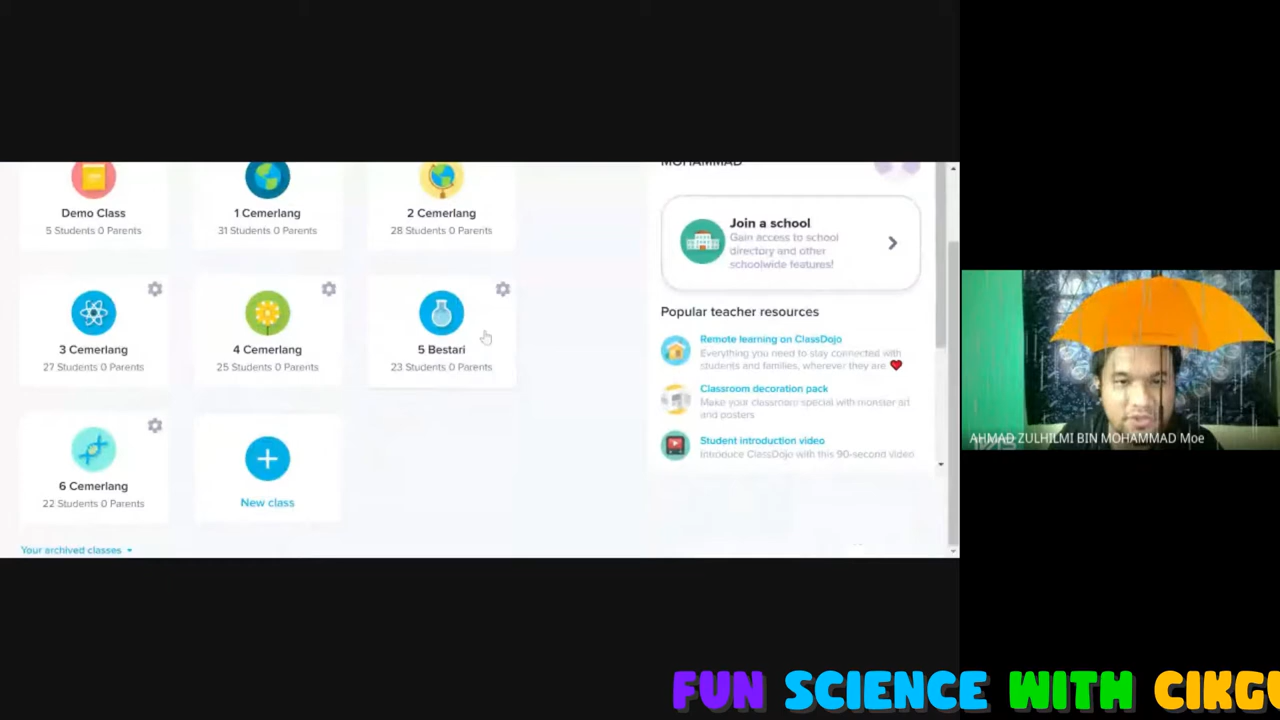 Demo Class
5 Students 0 Parents
1 Cemerlang
31 Students 0 Parents
2 Cemerlang
28 Students 0 Parents
3 Cemerlang
27 Students 0 Parents
4 Cemerlang
25 Students 0 Parents
5 Bestari
23 Students 0 Parents
6 Cemerlang
22 Students 0 Parents
New class
Your archived classes
MOHAMMAD
Join a school
Gain access to school
directory and other
schoolwide features!
Popular teacher resources
Remote learning on ClassDojo
Everything you need to stay connected with
students and families, wherever they are
Classroom decoration pack
Make your classroom special with monster art
and posters
Student introduction video
Introduce ClassDojo with this 90-second video
AHMAD ZULHILMI BIN MOHAMMAD Moe
FUN SCIENCE WITH CIKGU